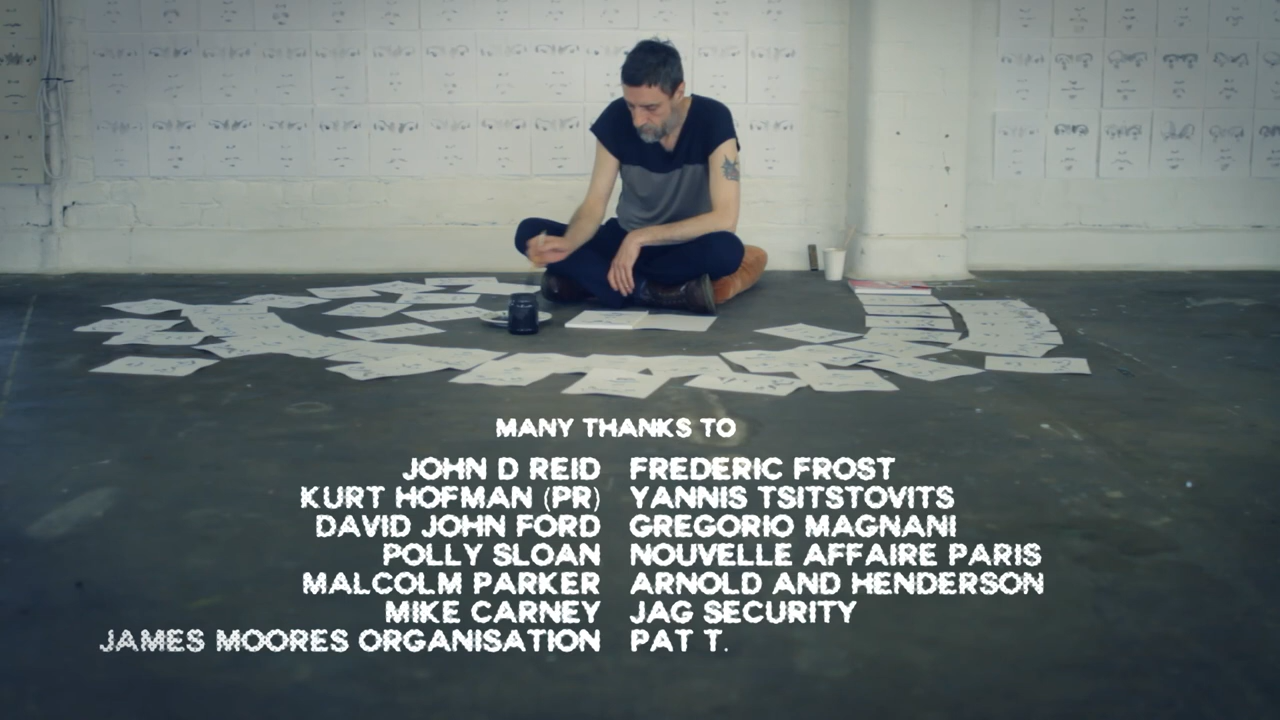 MANY THANKS TO
JOHN D REID FREDERIC FROST
KURT HOFMAN (PR) YANNIS TSITSTOVITS
DAVID JOHN FORD GREGORIO MAGNANI
POLLY SLOAN NOUVELLE AFFAIRE PARIS
MALCOLM PARKER ARNOLD AND HENDERSON
MIKE CARNEY JAG SECURITY
JAMES MOORES ORGANISATION PAT T.